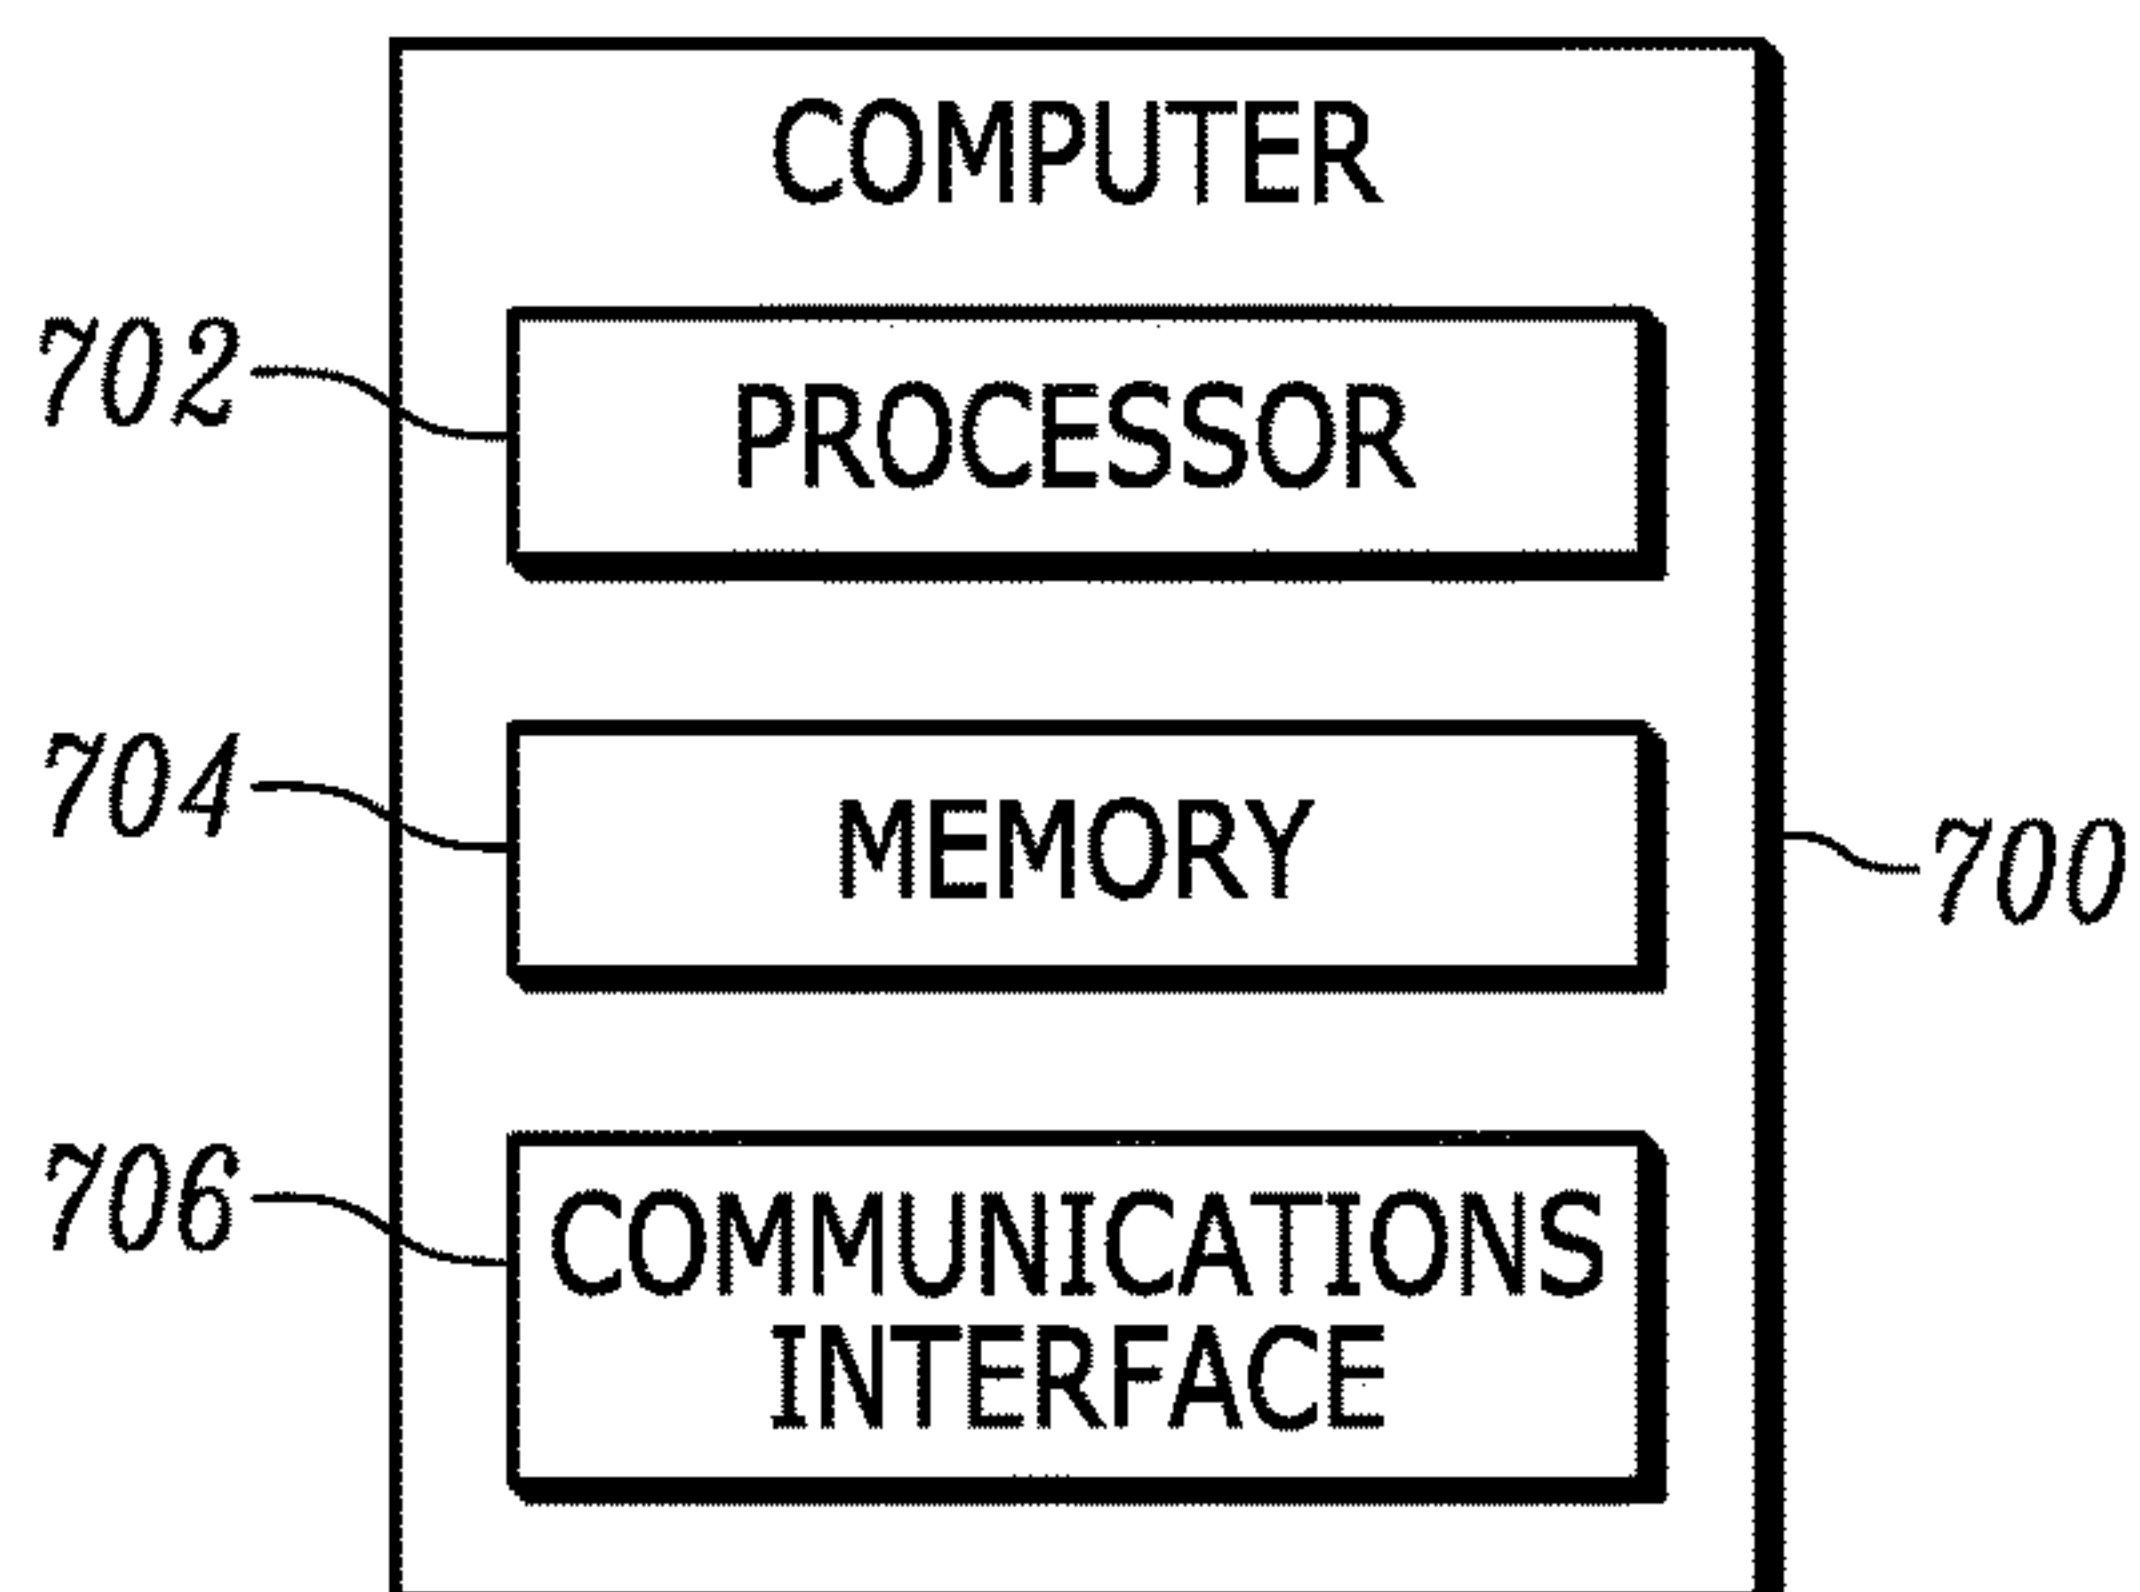 COMPUTER
702
PROCESSOR
704
MEMORY
700
706
COMMUNICATIONS
INTERFACE